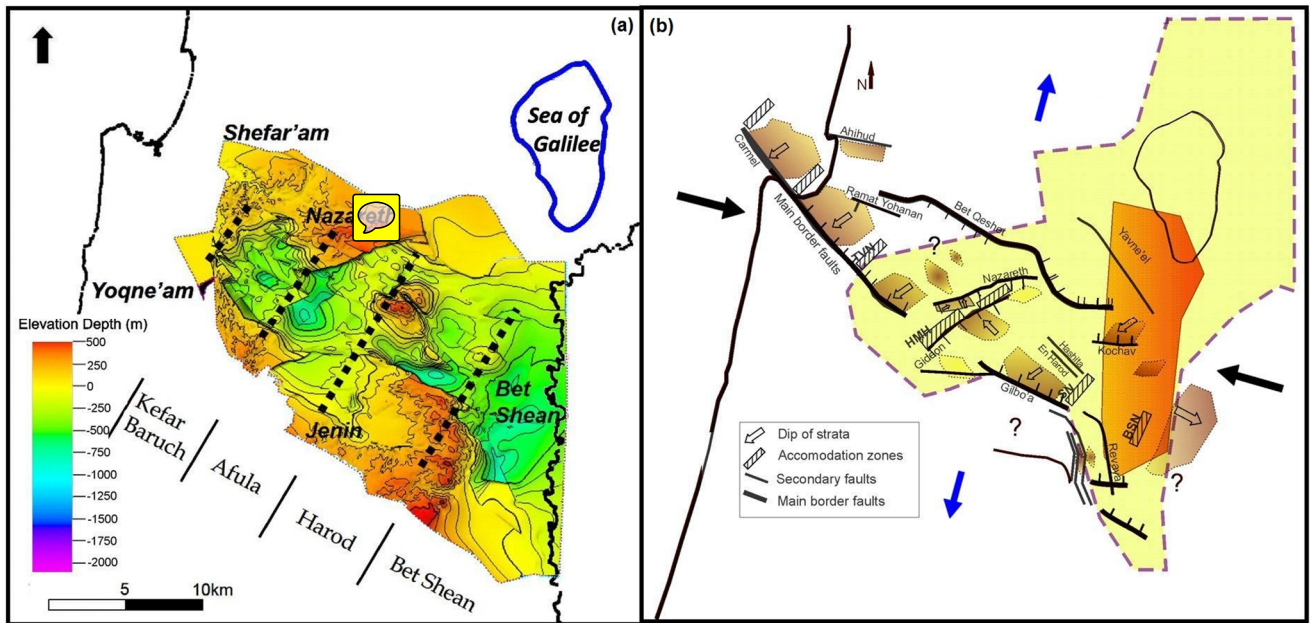 (a)
Sea of
Galilee
Shefar'am
Nazareth
Yoqne'am
Elevation Depth (m)
500
250
0
-250
-500
-750
-1000
-1250
-1500
-1750
-2000
Bet
Shean
Jenin
Kefar
Baruch
Afula
Harod
Bet Shean
5
10km
(b)
N
Ahihud
Carmel
Ramat Yohanan
Main border faults
Bet Qeshet
?
Yavne'el
Nazareth
HMH
Gideon
Heshita
En Harod
Kochav
Gilbo'a
BSN
Revaya
?
?
Dip of strata
Accomodation zones
Secondary faults
Main border faults